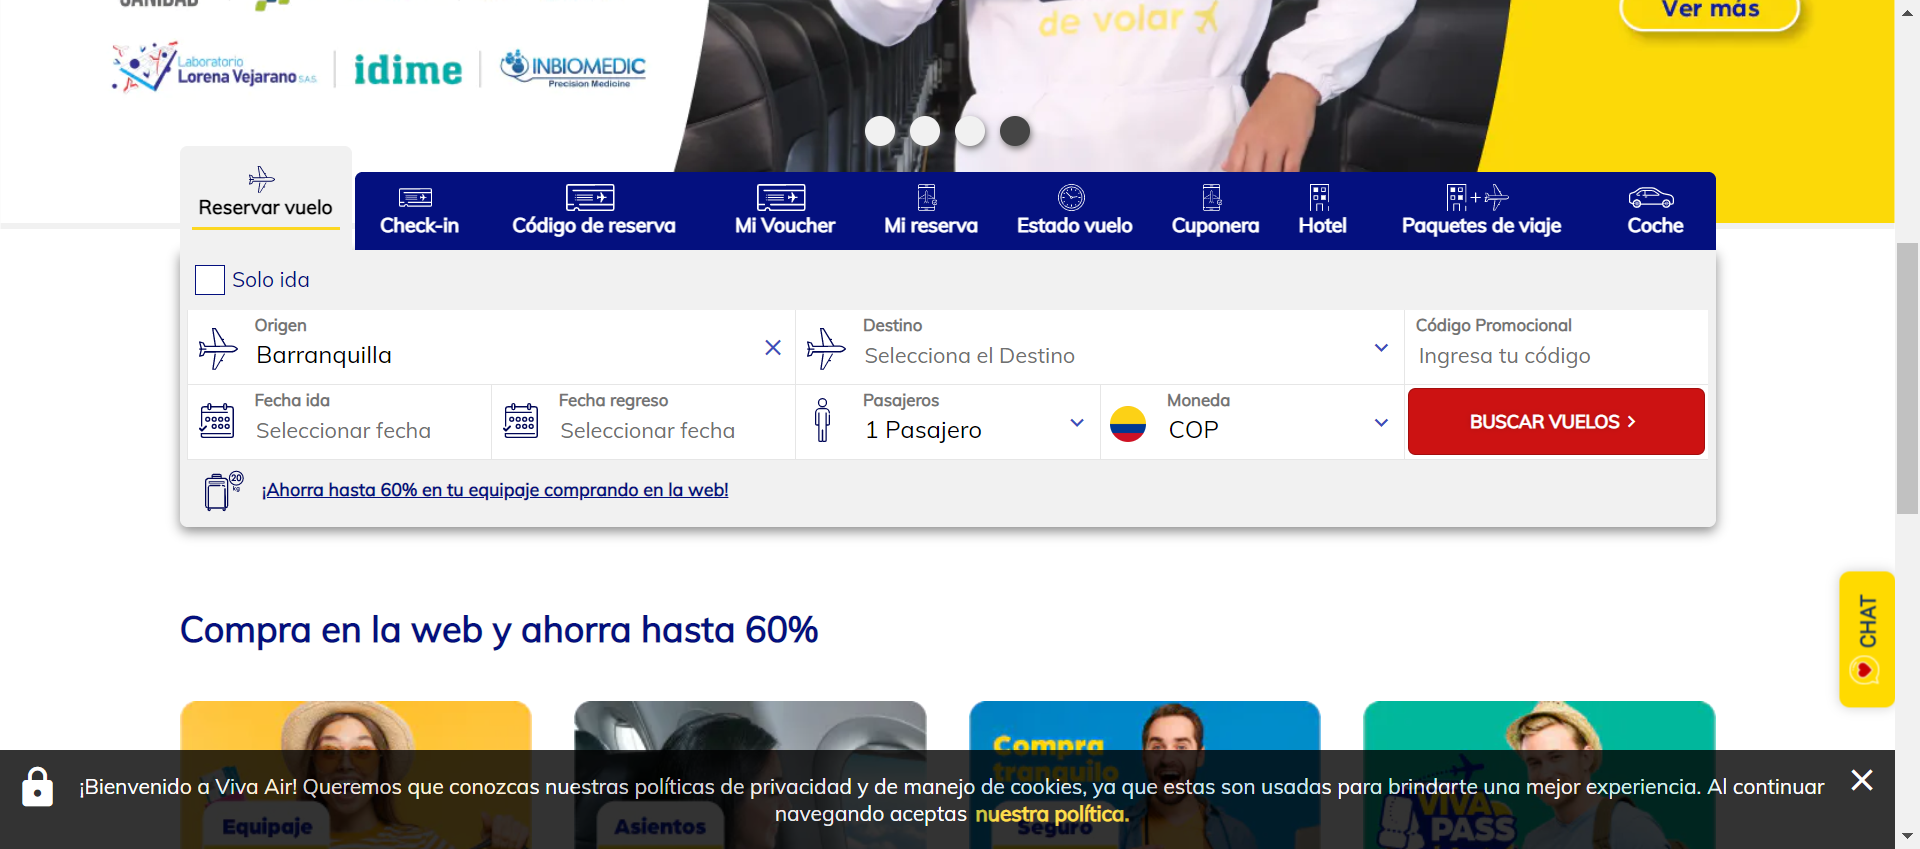 SANIDAD
de volar
Ver más
Laboratorio
Lorena Vejarano S.A.S.
idime
INBIOMEDIC
Precision Medicine
Reservar vuelo
Check-in
Código de reserva
Mi Voucher
Mi reserva
Estado vuelo
Cuponera
Hotel
Paquetes de viaje
Coche
Solo ida
Origen
Barranquilla
Destino
Selecciona el Destino
Código Promocional
Ingresa tu código
Fecha ida
Seleccionar fecha
Fecha regreso
Seleccionar fecha
Pasajeros
1 Pasajero
Moneda
COP
BUSCAR VUELOS
20
kg
¡Ahorra hasta 60% en tu equipaje comprando en la web!
CHAT
Compra en la web y ahorra hasta 60%
Compra
tranquilo
¡Bienvenido a Viva Air! Queremos que conozcas nuestras políticas de privacidad y de manejo de cookies, ya que estas son usadas para brindarte una mejor experiencia. Al continuar
navegando aceptas nuestra política.
Equipaje
Asientos
Seguro
VIVA
PASS